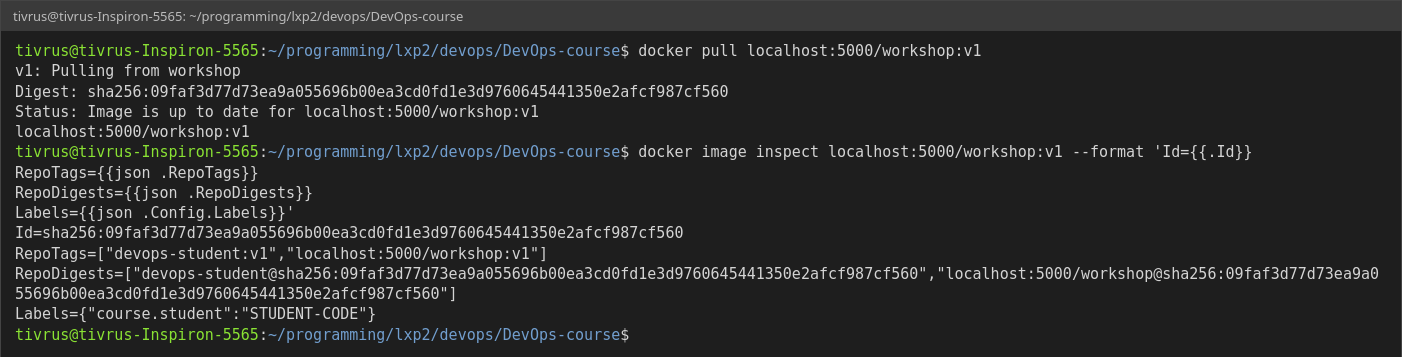 tivrus@tivrus-Inspiron-5565: ~/programming/lxp2/devops/DevOps-course
tivrus@tivrus-Inspiron-5565:~/programming/lxp2/devops/DevOps-course$ docker pull localhost:5000/workshop:v1
v1: Pulling from workshop
Digest: sha256:09faf3d77d73ea9a055696b00ea3cd0fd1e3d9760645441350e2afcf987cf560
Status: Image is up to date for localhost:5000/workshop:v1
localhost:5000/workshop:v1
tivrus@tivrus-Inspiron-5565:~/programming/lxp2/devops/DevOps-course$ docker image inspect localhost:5000/workshop:v1 --format 'Id={{.Id}}
RepoTags={{json .RepoTags}}
RepoDigests={{json .RepoDigests}}
Labels={{json .Config.Labels}}'
Id=sha256:09faf3d77d73ea9a055696b00ea3cd0fd1e3d9760645441350e2afcf987cf560
RepoTags=["devops-student:v1","localhost:5000/workshop:v1"]
RepoDigests=["devops-student@sha256:09faf3d77d73ea9a055696b00ea3cd0fd1e3d9760645441350e2afcf987cf560","localhost:5000/workshop@sha256:09faf3d77d73ea9a0
55696b00ea3cd0fd1e3d9760645441350e2afcf987cf560"]
Labels={"course.student":"STUDENT-CODE"}
tivrus@tivrus-Inspiron-5565:~/programming/lxp2/devops/DevOps-course$